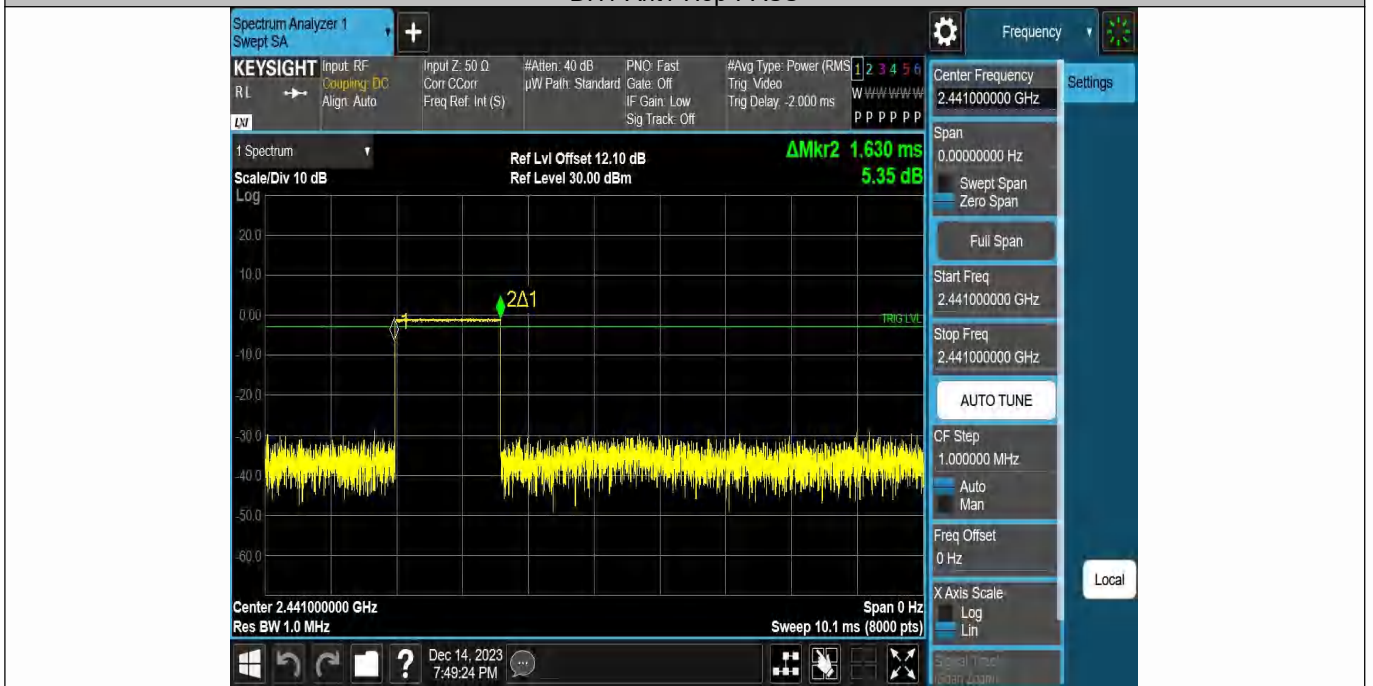 Spectrum Analyzer 1
Swept SA
Frequency
KEYSIGHT
RL
LXI
Input: RF
Coupling: DC
Align: Auto
Input Z: 50 Ω
Corr CCorr
Freq Ref: Int (S)
#Atten: 40 dB
µW Path: Standard
PNO: Fast
Gate: Off
IF Gain: Low
Sig Track: Off
#Avg Type: Power (RMS
Trig: Video
Trig Delay: -2.000 ms
1 2 3 4 5 6
W W W W W W
P P P P P P
1 Spectrum
Scale/Div 10 dB
Log
Ref Lvl Offset 12.10 dB
Ref Level 30.00 dBm
ΔMkr2 1.630 ms
5.35 dB
20.0
10.0
0.00
-10.0
-20.0
-30.0
-40.0
-50.0
-60.0
2Δ1
1
TRIG LVL
Center 2.441000000 GHz
Res BW 1.0 MHz
Span 0 Hz
Sweep 10.1 ms (8000 pts)
Dec 14, 2023
7:49:24 PM
Center Frequency
2.441000000 GHz
Settings
Span
0.00000000 Hz
Swept Span
Zero Span
Full Span
Start Freq
2.441000000 GHz
Stop Freq
2.441000000 GHz
AUTO TUNE
CF Step
1.000000 MHz
Auto
Man
Freq Offset
0 Hz
X Axis Scale
Log
Lin
Local
Signal Track
(Span Zoom)